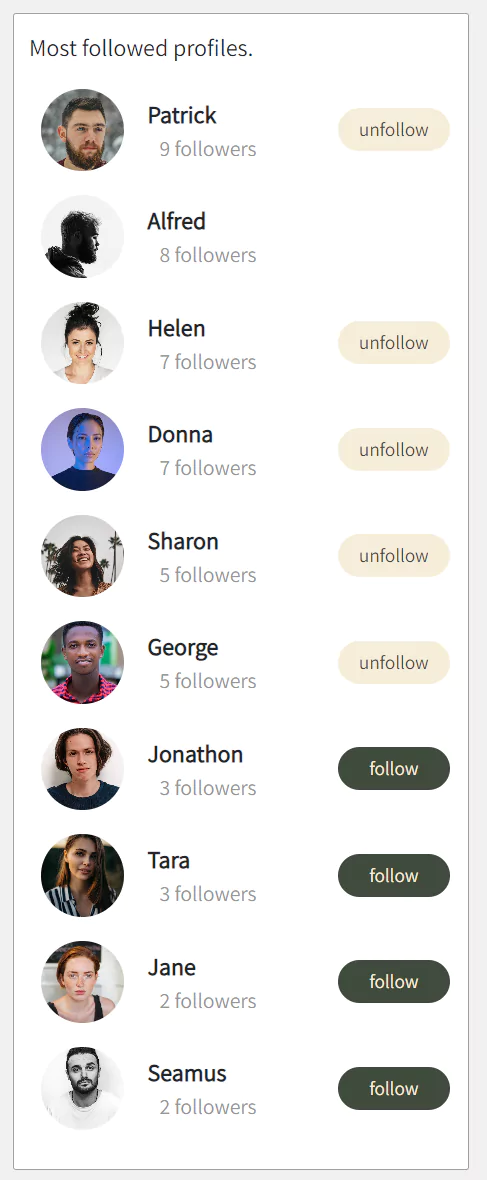 Most followed profiles.
Patrick
9 followers
unfollow
Alfred
8 followers
Helen
7 followers
unfollow
Donna
7 followers
unfollow
Sharon
5 followers
unfollow
George
5 followers
unfollow
Jonathon
3 followers
follow
Tara
3 followers
follow
Jane
2 followers
follow
Seamus
2 followers
follow